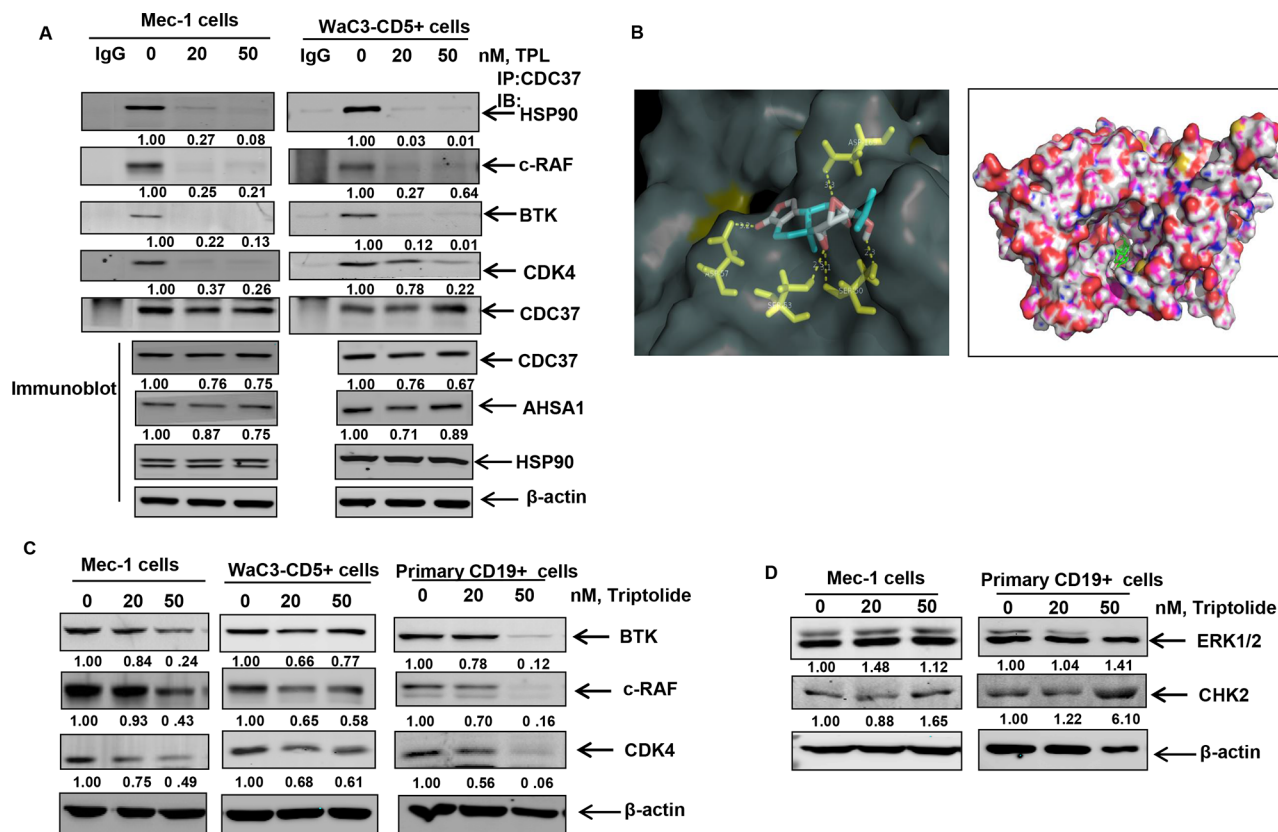 A
Mec-1 cells
WaC3-CD5+ cells
IgG 0 20 50 IgG 0 20 50 nM, TPL
IP:CDC37
IB:
HSP90
1.00 0.27 0.08 1.00 0.03 0.01
c-RAF
1.00 0.25 0.21 1.00 0.27 0.64
BTK
1.00 0.22 0.13 1.00 0.12 0.01
CDK4
1.00 0.37 0.26 1.00 0.78 0.22
CDC37
Immunoblot
CDC37
1.00 0.76 0.75 1.00 0.76 0.67
AHSA1
1.00 0.87 0.75 1.00 0.71 0.89
HSP90
β-actin
B
C
Mec-1 cells
WaC3-CD5+ cells
Primary CD19+ cells
0 20 50 0 20 50 0 20 50 nM, Triptolide
BTK
1.00 0.84 0 .24 1.00 0.66 0.77 1.00 0.78 0 .12
c-RAF
1.00 0.93 0 .43 1.00 0.65 0.58 1.00 0.70 0 .16
CDK4
1.00 0.75 0 .49 1.00 0.68 0.61 1.00 0.56 0 .06
β-actin
D
Mec-1 cells
Primary CD19+ cells
0 20 50 0 20 50 nM, Triptolide
ERK1/2
1.00 1.48 1.12 1.00 1.04 1.41
CHK2
1.00 0.88 1.65 1.00 1.22 6.10
β-actin